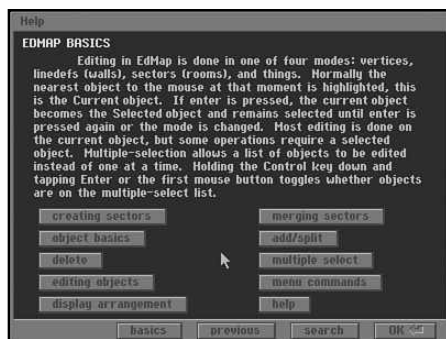 Help
EDMAP BASICS
Editing in EdMap is done in one of four modes: vertices,
linedefs (walls), sectors (rooms), and things. Normally the
nearest object to the mouse at that moment is highlighted, this
is the Current object. If enter is pressed, the current object
becomes the Selected object and remains selected until enter is
pressed again or the mode is changed. Most editing is done on
the current object, but some operations require a selected
object. Multiple-selection allows a list of objects to be edited
instead of one at a time. Holding the Control key down and
tapping Enter or the first mouse button toggles whether objects
are on the multiple-select list.
creating sectors merging sectors
object basics add/split
delete multiple select
editing objects menu commands
display arrangement help
basics previous search OK